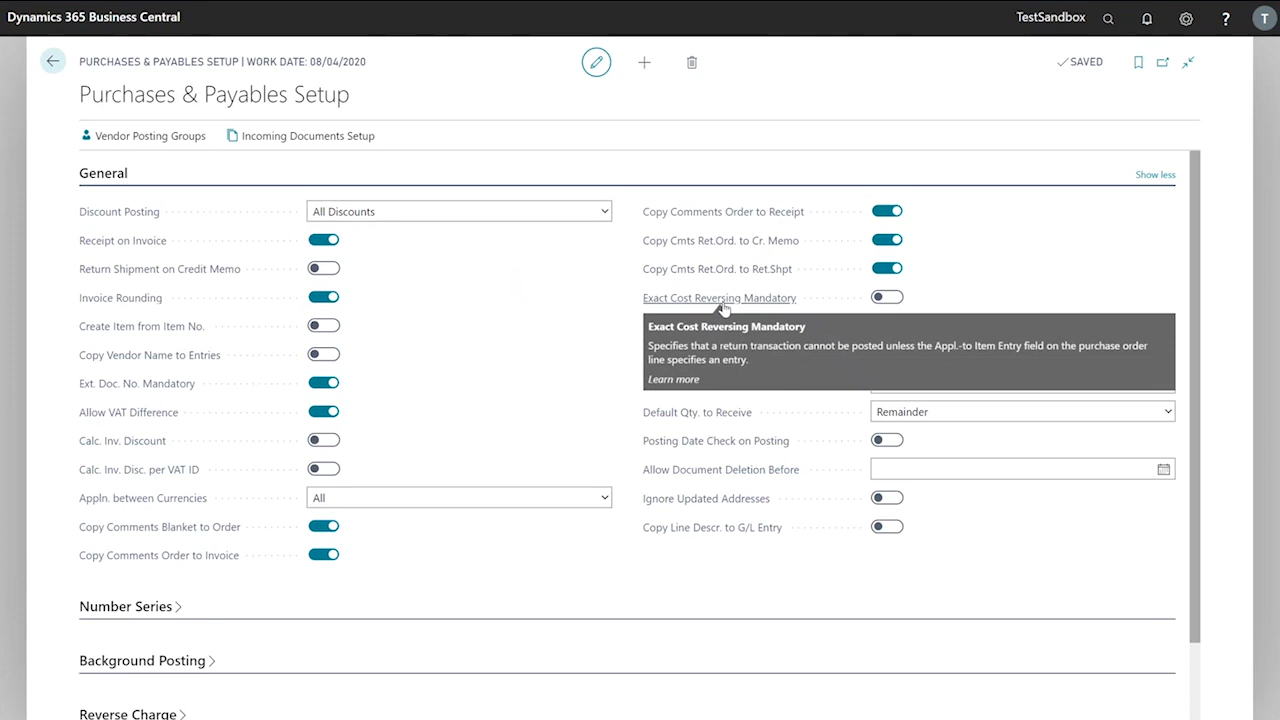 Dynamics 365 Business Central
TestSandbox
?
T
PURCHASES & PAYABLES SETUP | WORK DATE: 08/04/2020
SAVED
Purchases & Payables Setup
Vendor Posting Groups
Incoming Documents Setup
General
Show less
Discount Posting
All Discounts
Receipt on Invoice
Return Shipment on Credit Memo
Invoice Rounding
Create Item from Item No.
Copy Vendor Name to Entries
Ext. Doc. No. Mandatory
Allow VAT Difference
Calc. Inv. Discount
Calc. Inv. Disc. per VAT ID
Appln. between Currencies
All
Copy Comments Blanket to Order
Copy Comments Order to Invoice
Copy Comments Order to Receipt
Copy Cmts Ret.Ord. to Cr. Memo
Copy Cmts Ret.Ord. to Ret.Shpt
Exact Cost Reversing Mandatory
Exact Cost Reversing Mandatory
Specifies that a return transaction cannot be posted unless the Appl.-to Item Entry field on the purchase order
line specifies an entry.
Learn more
Default Qty. to Receive
Remainder
Posting Date Check on Posting
Allow Document Deletion Before
Ignore Updated Addresses
Copy Line Descr. to G/L Entry
Number Series
Background Posting
Reverse Charge